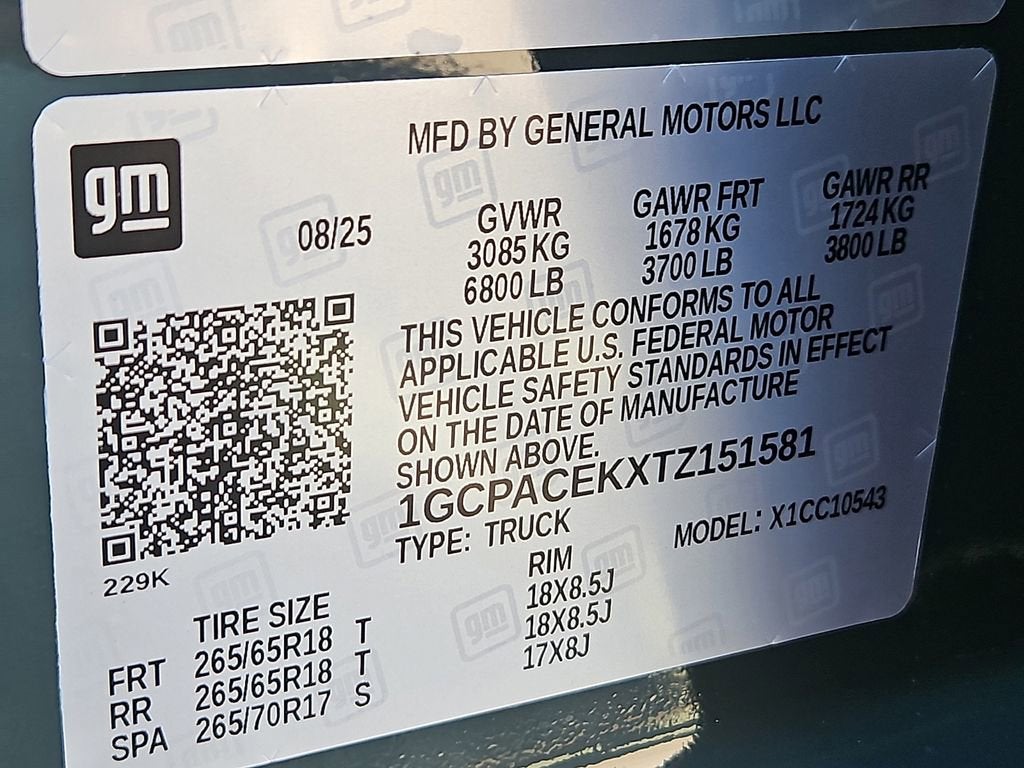 gm
MFD BY GENERAL MOTORS LLC
08/25
GVWR
3085 KG
6800 LB
GAWR FRT
1678 KG
3700 LB
GAWR RR
1724 KG
3800 LB
THIS VEHICLE CONFORMS TO ALL
APPLICABLE U.S. FEDERAL MOTOR
VEHICLE SAFETY STANDARDS IN EFFECT
ON THE DATE OF MANUFACTURE
SHOWN ABOVE.
1GCPACEKXTZ151581
TYPE: TRUCK
MODEL: X1CC10543
229K
TIRE SIZE RIM
FRT 265/65R18 T 18X8.5J
RR 265/65R18 T 18X8.5J
SPA 265/70R17 S 17X8J